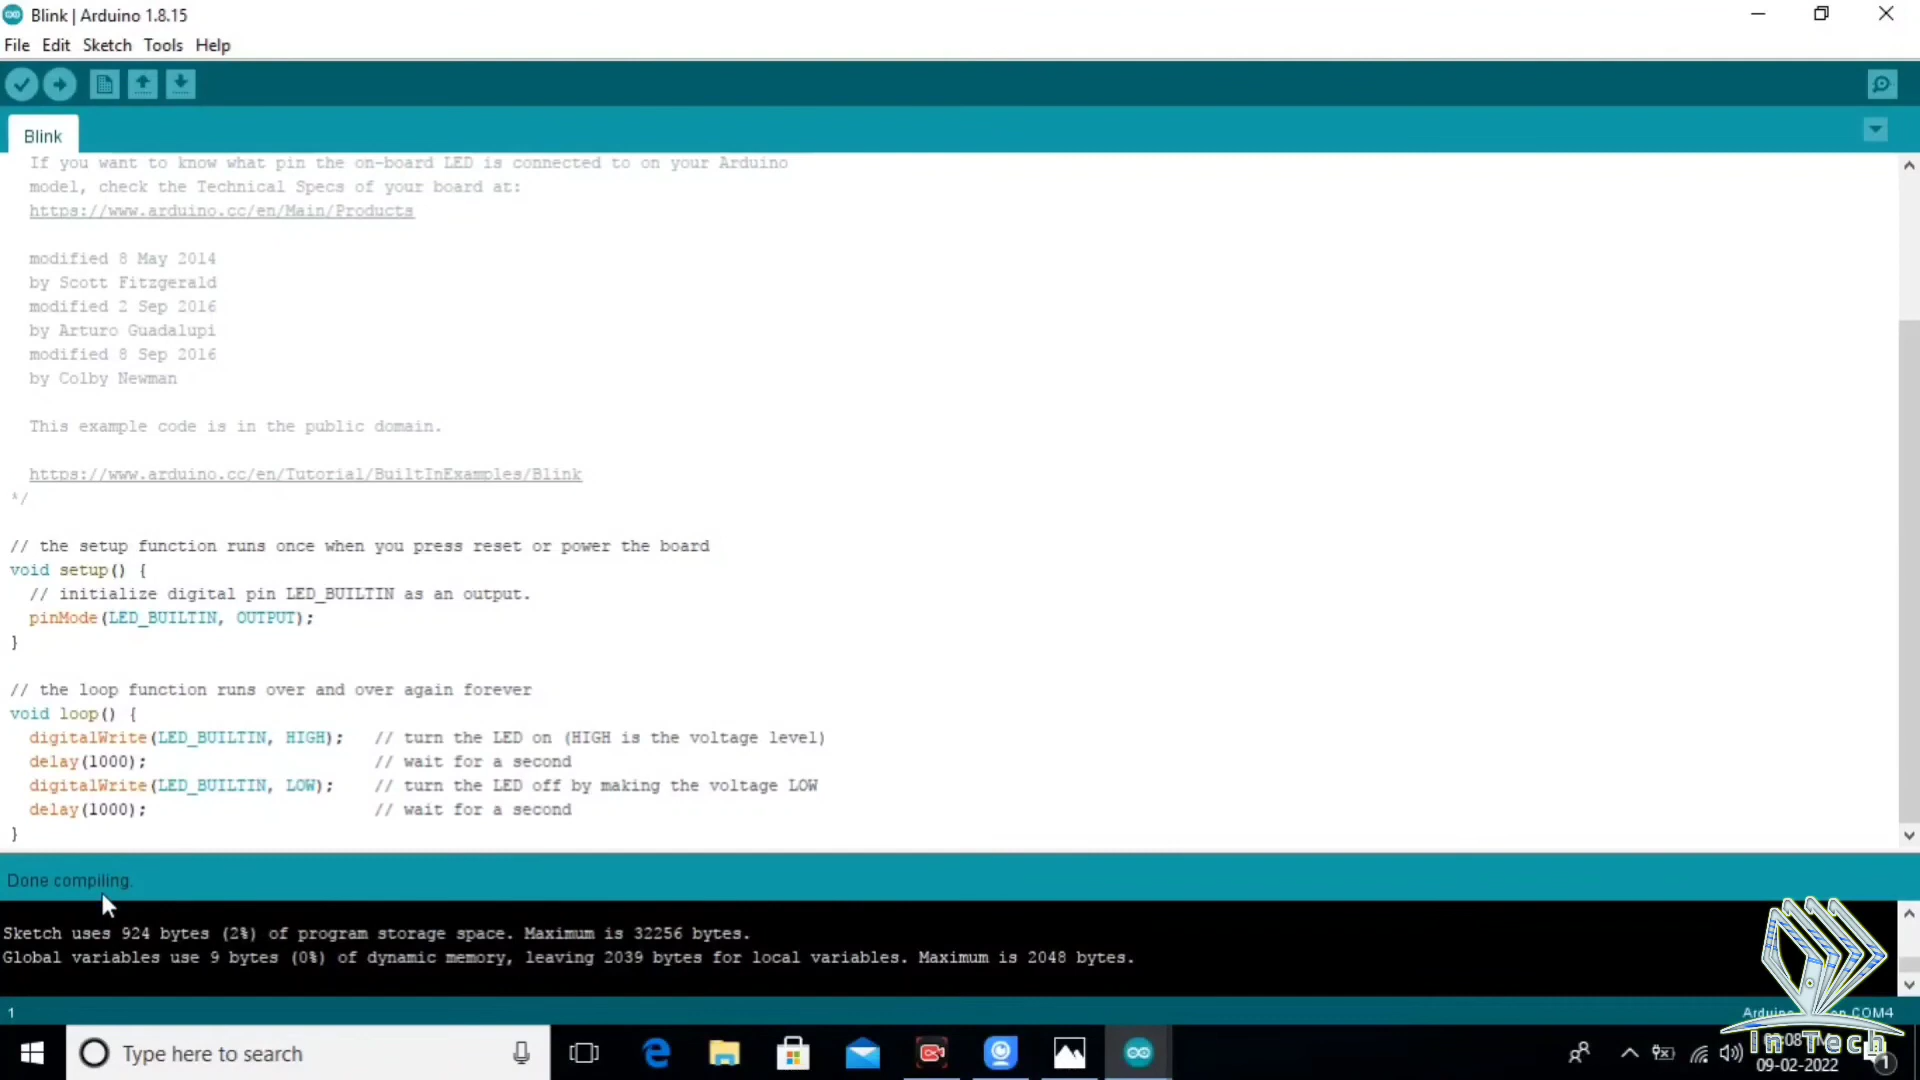 Blink | Arduino 1.8.15
File Edit Sketch Tools Help
Blink
If you want to know what pin the on-board LED is connected to on your Arduino
model, check the Technical Specs of your board at:
https://www.arduino.cc/en/Main/Products
modified 8 May 2014
by Scott Fitzgerald
modified 2 Sep 2016
by Arturo Guadalupi
modified 8 Sep 2016
by Colby Newman
This example code is in the public domain.
https://www.arduino.cc/en/Tutorial/BuiltInExamples/Blink
*/
// the setup function runs once when you press reset or power the board
void setup() {
// initialize digital pin LED_BUILTIN as an output.
pinMode(LED_BUILTIN, OUTPUT);
}
// the loop function runs over and over again forever
void loop() {
digitalWrite(LED_BUILTIN, HIGH); // turn the LED on (HIGH is the voltage level)
delay(1000); // wait for a second
digitalWrite(LED_BUILTIN, LOW); // turn the LED off by making the voltage LOW
delay(1000); // wait for a second
}
Done compiling.
Sketch uses 924 bytes (2%) of program storage space. Maximum is 32256 bytes.
Global variables use 9 bytes (0%) of dynamic memory, leaving 2039 bytes for local variables. Maximum is 2048 bytes.
1
COM4
Type here to search
In Tech
09-02-2022
1